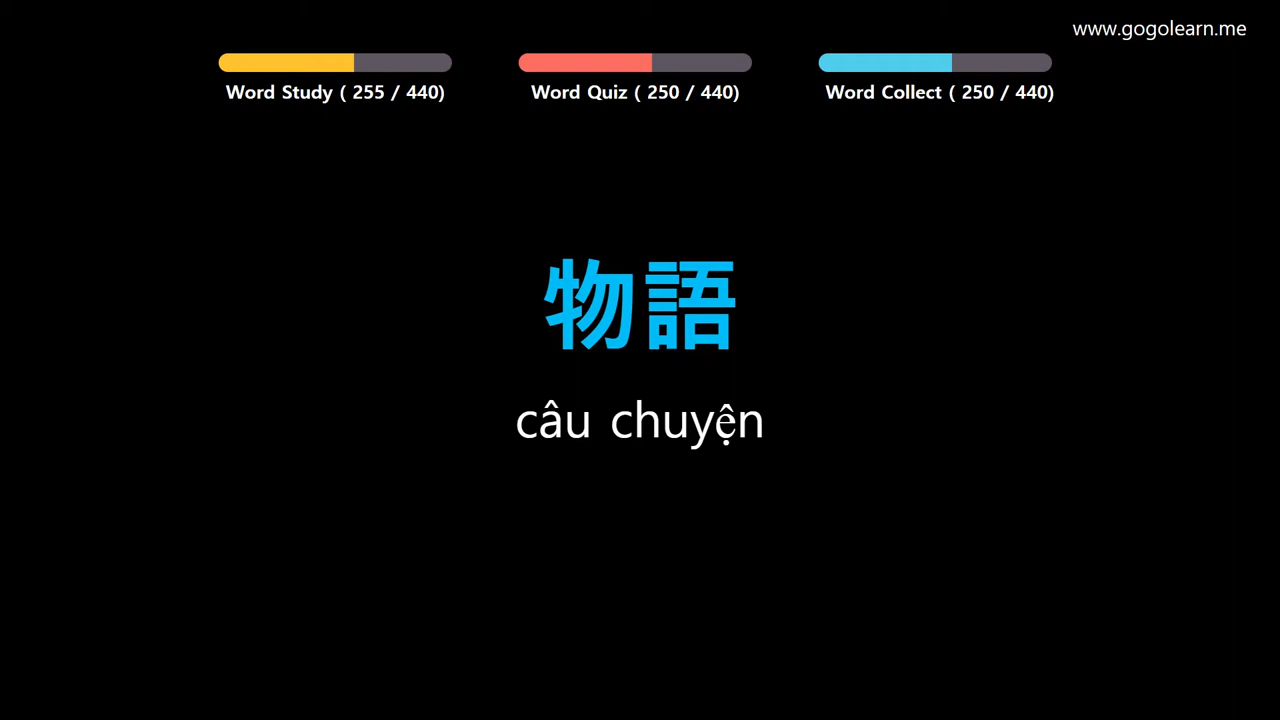 www.gogolearn.me
Word Study ( 255 / 440)
Word Quiz ( 250 / 440)
Word Collect ( 250 / 440)
物語
câu chuyện